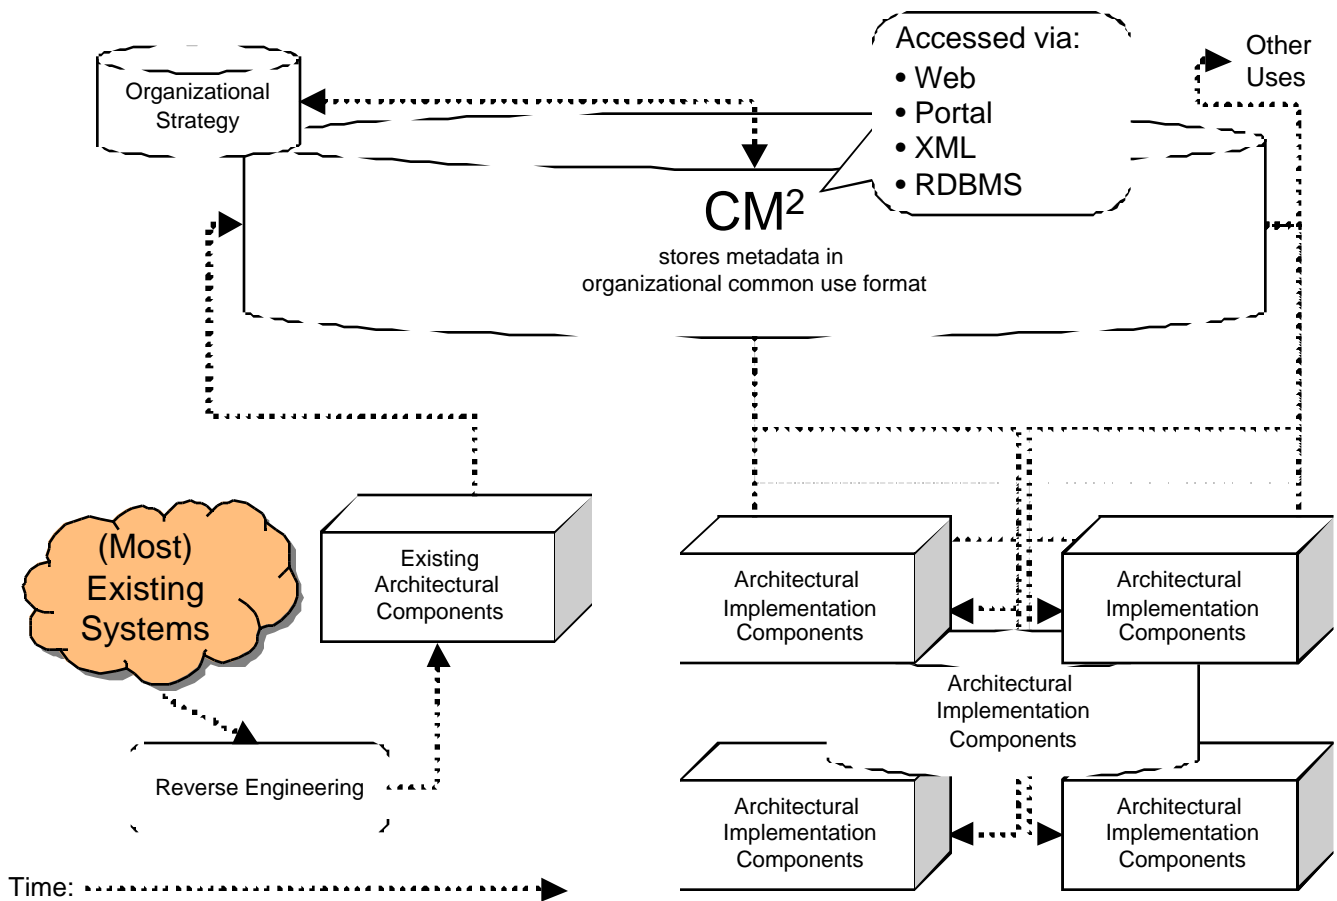 Organizational
Strategy
Accessed via:
• Web
• Portal
• XML
• RDBMS
Other
Uses
CM²
stores metadata in
organizational common use format
(Most)
Existing
Systems
Existing
Architectural
Components
Reverse Engineering
Architectural
Implementation
Components
Architectural
Implementation
Components
Architectural
Implementation
Components
Architectural
Implementation
Components
Architectural
Implementation
Components
Time: